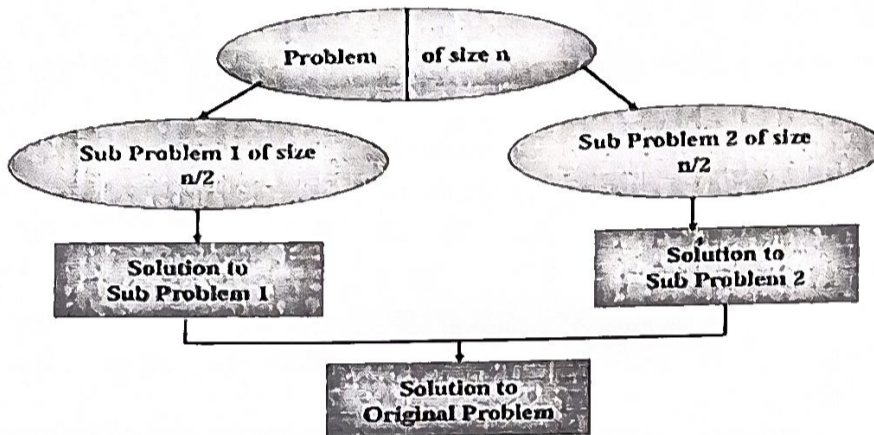 Problem of size n
Sub Problem 1 of size
n/2
Sub Problem 2 of size
n/2
Solution to
Sub Problem 1
Solution to
Sub Problem 2
Solution to
Original Problem